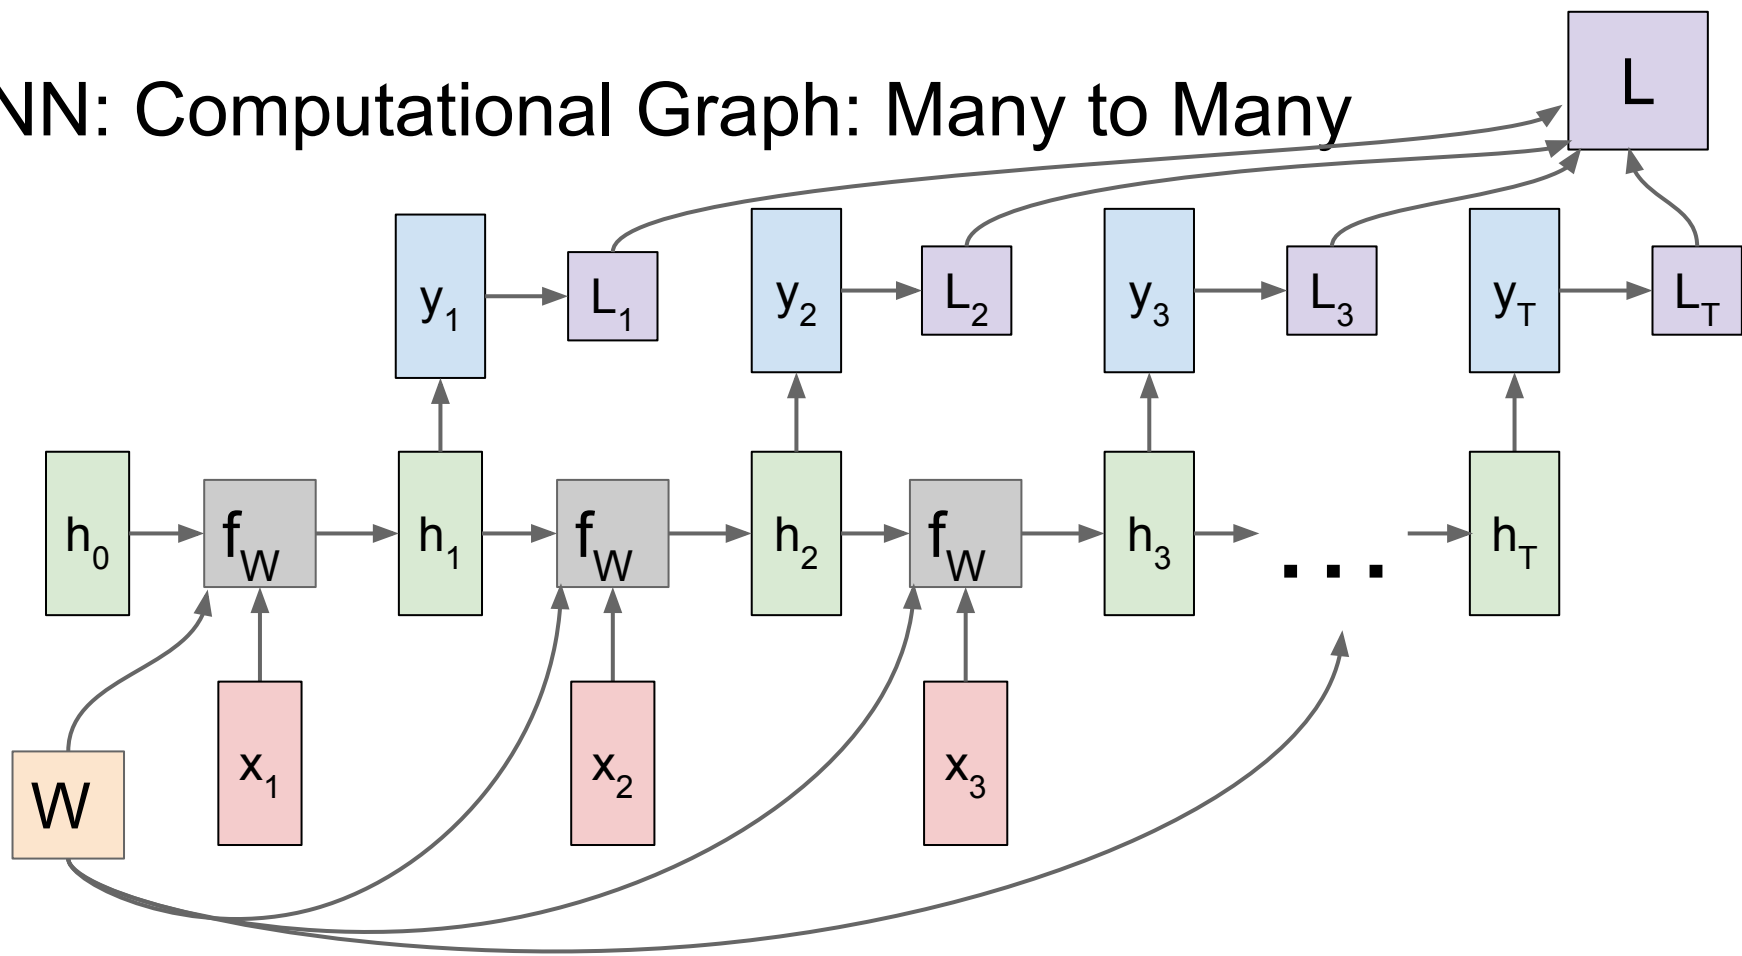 NN: Computational Graph: Many to Many
L
y1
L1
y2
L2
y3
L3
yT
LT
h0
fW
h1
fW
h2
fW
h3
...
hT
W
x1
x2
x3